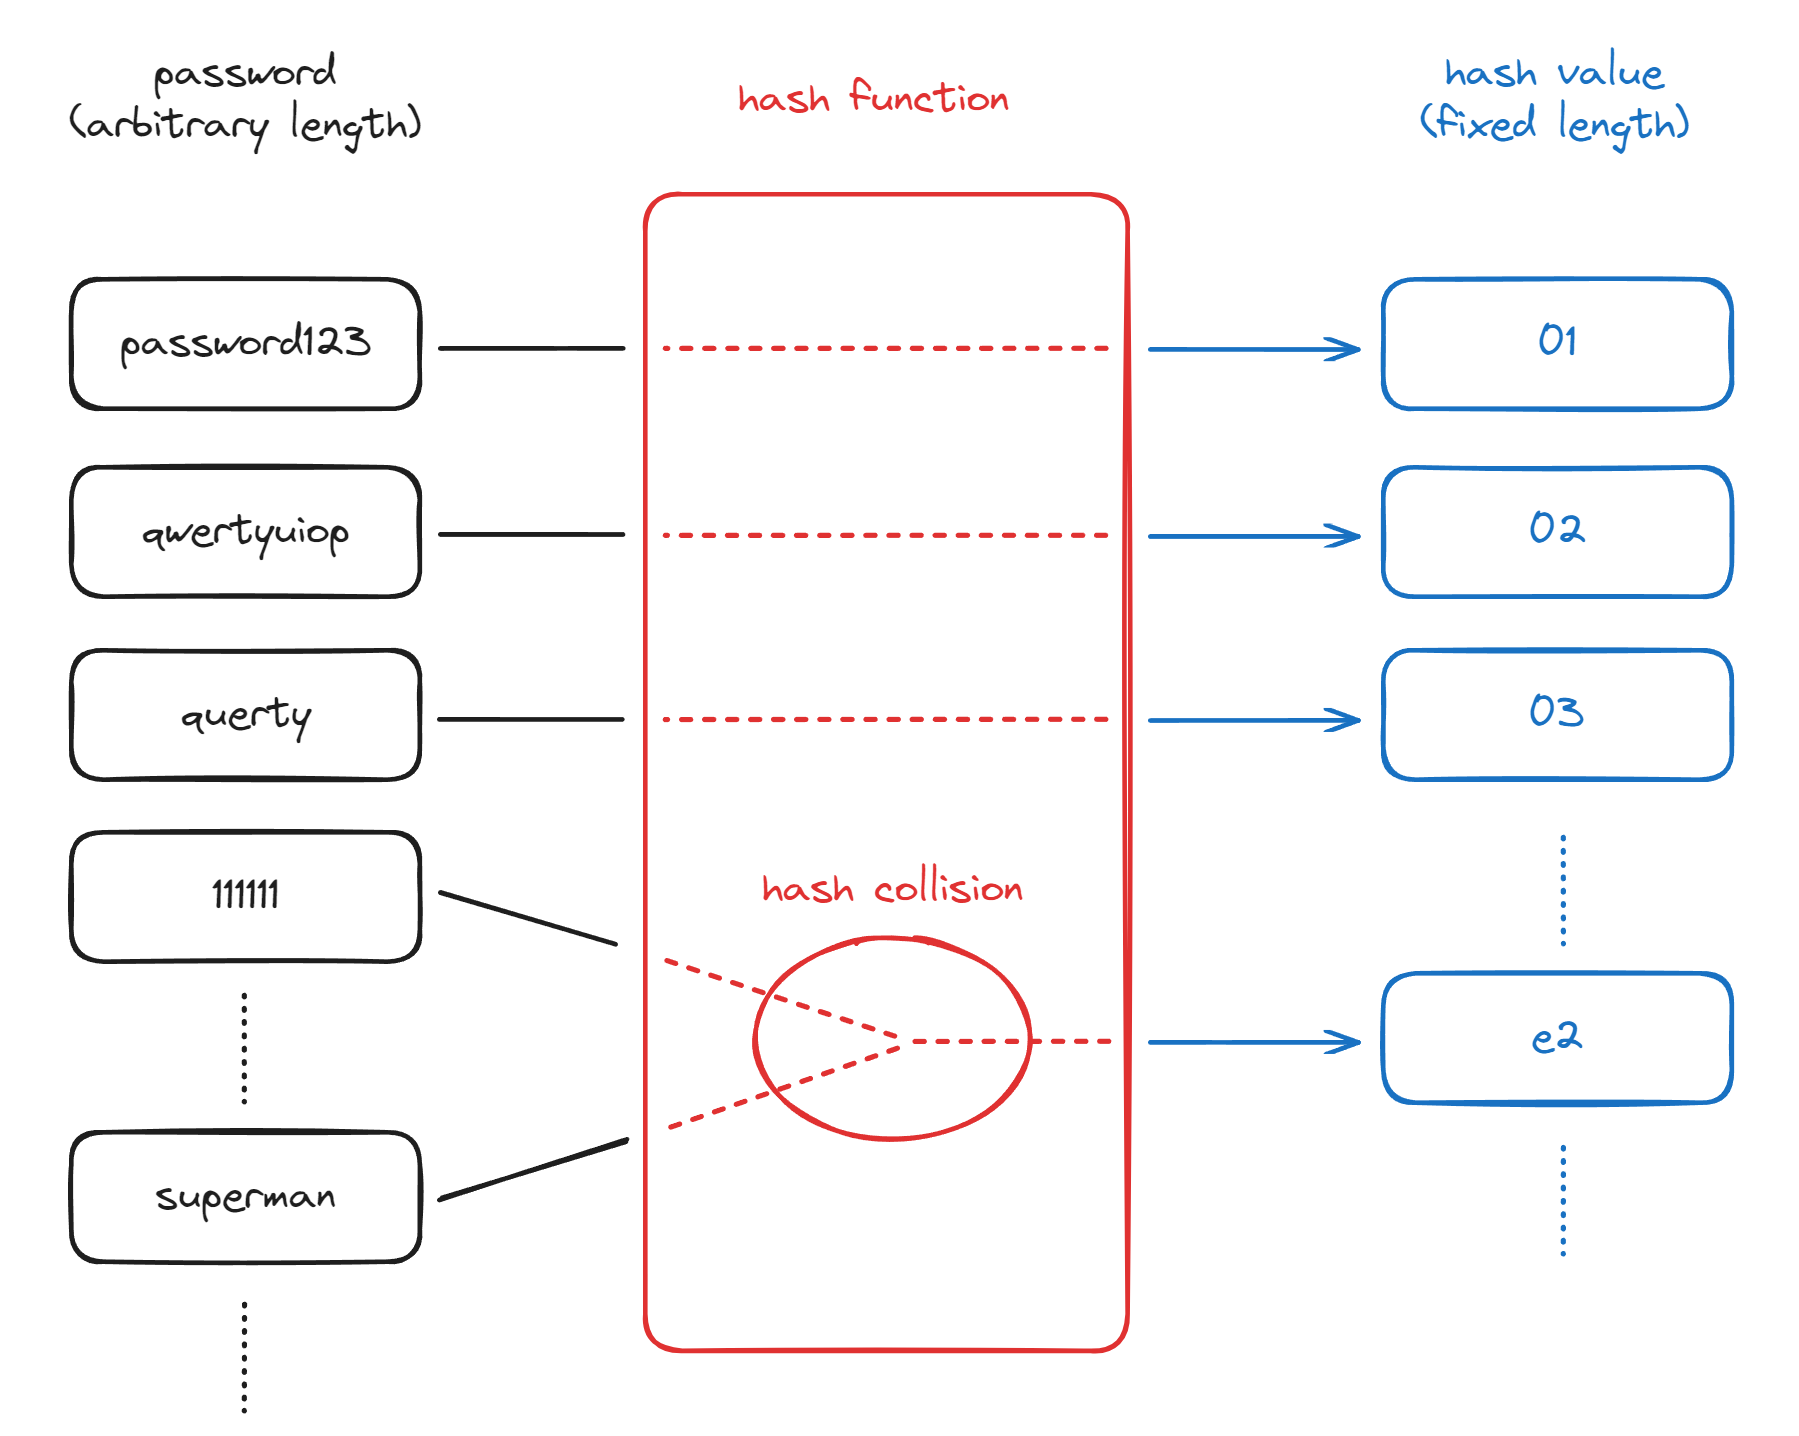 password
(arbitrary length)
hash function
hash value
(fixed length)
password123
01
qwertyuiop
02
querty
03
111111
hash collision
e2
superman